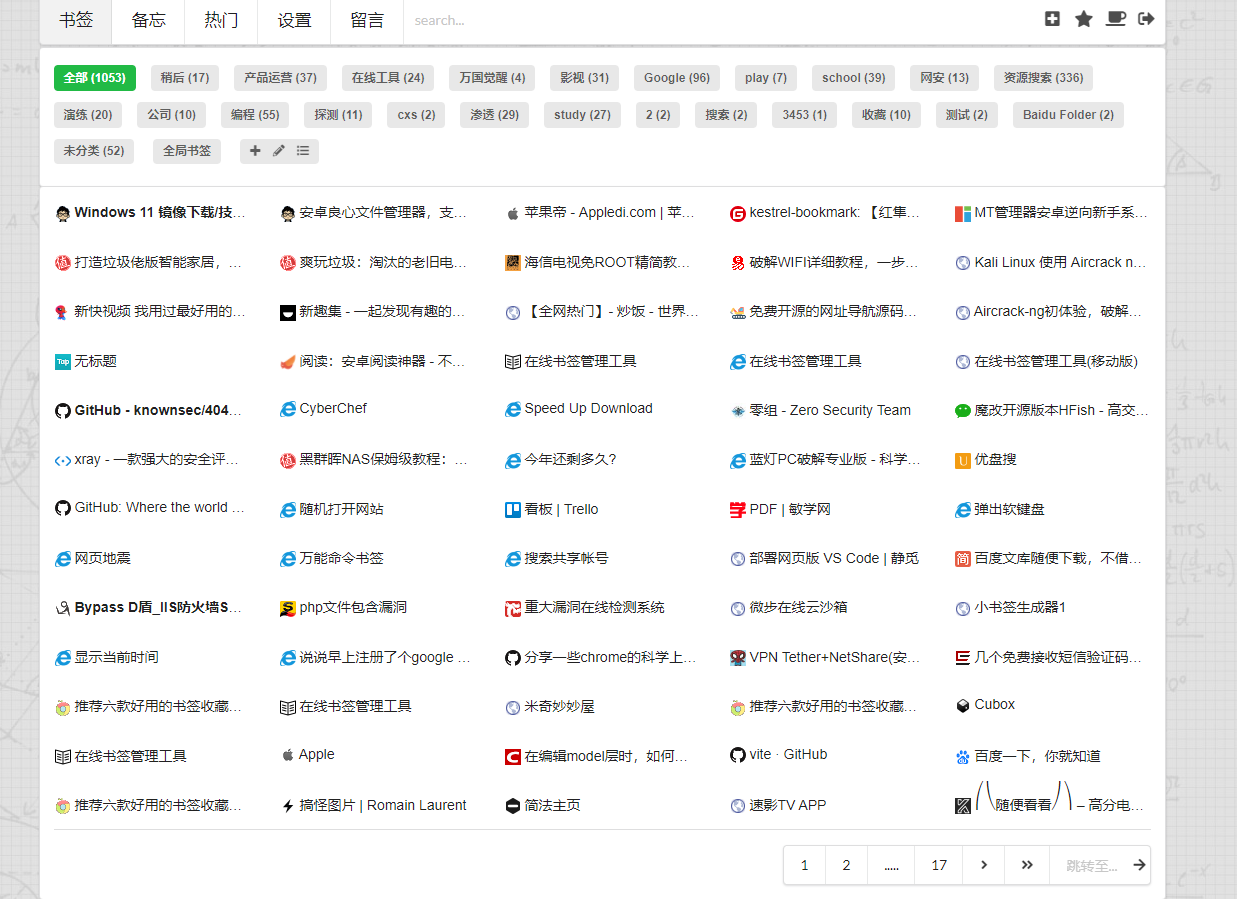 书签 备忘 热门 设置 留言 search...
全部 (1053) 稍后 (17) 产品运营 (37) 在线工具 (24) 万国觉醒 (4) 影视 (31) Google (96) play (7) school (39) 网安 (13) 资源搜索 (336)
演练 (20) 公司 (10) 编程 (55) 探测 (11) cxs (2) 渗透 (29) study (27) 2 (2) 搜索 (2) 3453 (1) 收藏 (10) 测试 (2) Baidu Folder (2)
未分类 (52) 全局书签
Windows 11 镜像下载/技... 安卓良心文件管理器，支... 苹果帝 - Appledi.com | 苹... kestrel-bookmark: 【红隼... MT管理器安卓逆向新手系...
打造垃圾佬版智能家居，... 爽玩垃圾：淘汰的老旧电... 海信电视免ROOT精简教... 破解WIFI详细教程，一步... Kali Linux 使用 Aircrack n...
新快视频 我用过最好用的... 新趣集 - 一起发现有趣的... 【全网热门】- 炒饭 - 世界... 免费开源的网址导航源码... Aircrack-ng初体验，破解...
Top 无标题 阅读：安卓阅读神器 - 不... 在线书签管理工具 在线书签管理工具 在线书签管理工具(移动版)
GitHub - knownsec/404... CyberChef Speed Up Download 零组 - Zero Security Team 魔改开源版本HFish - 高交...
xray - 一款强大的安全评... 黑群晖NAS保姆级教程：... 今年还剩多久? 蓝灯PC破解专业版 - 科学... 优盘搜
GitHub: Where the world ... 随机打开网站 看板 | Trello PDF | 敏学网 弹出软键盘
网页地震 万能命令书签 搜索共享帐号 部署网页版 VS Code | 静觅 简 百度文库随便下载，不借...
Bypass D盾_IIS防火墙S... php文件包含漏洞 重大漏洞在线检测系统 微步在线云沙箱 小书签生成器1
显示当前时间 说说早上注册了个google ... 分享一些chrome的科学上... VPN Tether+NetShare(安... 几个免费接收短信验证码...
推荐六款好用的书签收藏... 在线书签管理工具 米奇妙妙屋 推荐六款好用的书签收藏... Cubox
在线书签管理工具 Apple 在编辑model层时，如何... vite · GitHub 百度一下，你就知道
推荐六款好用的书签收藏... 搞怪图片 | Romain Laurent 简法主页 速影TV APP ⎛⎝随便看看⎠⎞ – 高分电...
1 2 ..... 17 › » 跳转至...